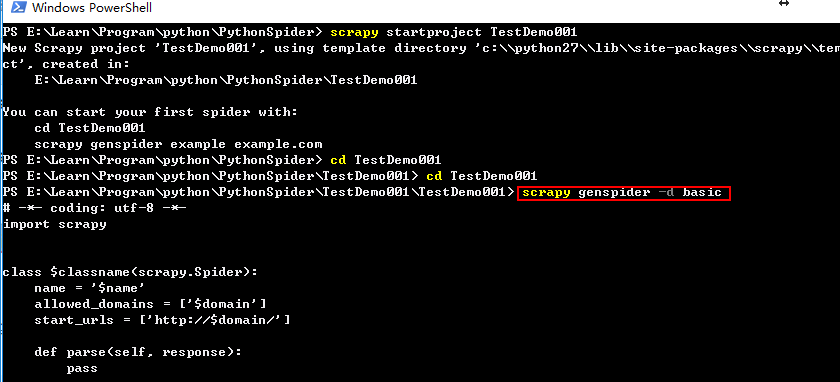 Windows PowerShell
PS E:\Learn\Program\python\PythonSpider> scrapy startproject TestDemo001
New Scrapy project 'TestDemo001', using template directory 'c:\\python27\\lib\\site-packages\\scrapy\\tem
ct', created in:
    E:\Learn\Program\python\PythonSpider\TestDemo001
You can start your first spider with:
    cd TestDemo001
    scrapy genspider example example.com
PS E:\Learn\Program\python\PythonSpider> cd TestDemo001
PS E:\Learn\Program\python\PythonSpider\TestDemo001> cd TestDemo001
PS E:\Learn\Program\python\PythonSpider\TestDemo001\TestDemo001> scrapy genspider -d basic
# -*- coding: utf-8 -*-
import scrapy
class $classname(scrapy.Spider):
    name = '$name'
    allowed_domains = ['$domain']
    start_urls = ['http://$domain/']
    def parse(self, response):
        pass